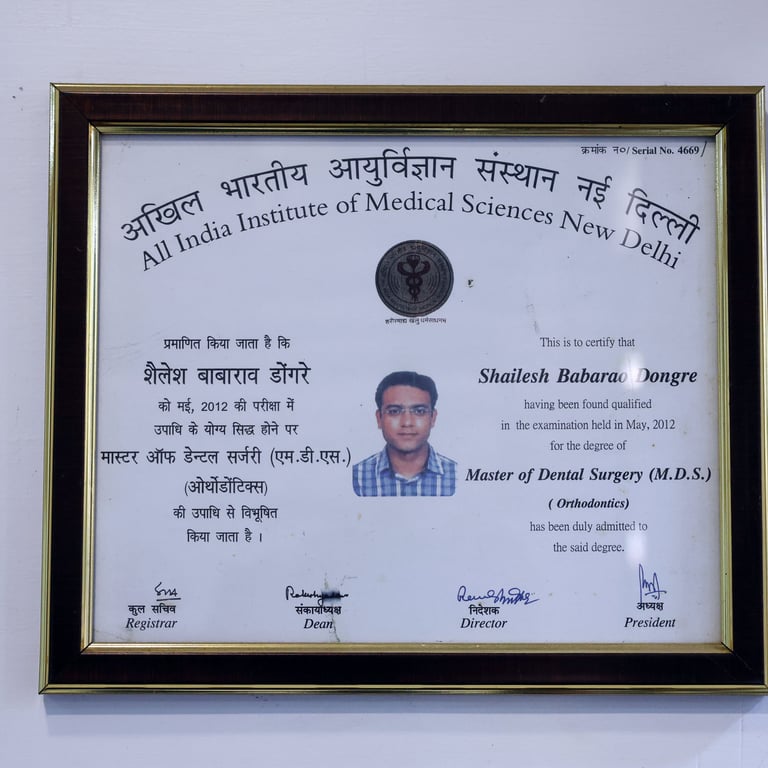 क्रमांक न०/ Serial No. 4669/
अखिल भारतीय आयुर्विज्ञान संस्थान नई दिल्ली
All India Institute of Medical Sciences New Delhi
प्रमाणित किया जाता है कि
शैलेश बाबाराव डोंगरे
को मई, 2012 की परीक्षा में
उपाधि के योग्य सिद्ध होने पर
मास्टर ऑफ डेन्टल सर्जरी (एम.डी.एस.)
(ओर्थोडोंटिक्स)
की उपाधि से विभूषित
किया जाता है ।
This is to certify that
Shailesh Babarao Dongre
having been found qualified
in the examination held in May, 2012
for the degree of
Master of Dental Surgery (M.D.S.)
( Orthodontics)
has been duly admitted to
the said degree.
कुल सचिव
Registrar
संकायाध्यक्ष
Dean
निदेशक
Director
अध्यक्ष
President